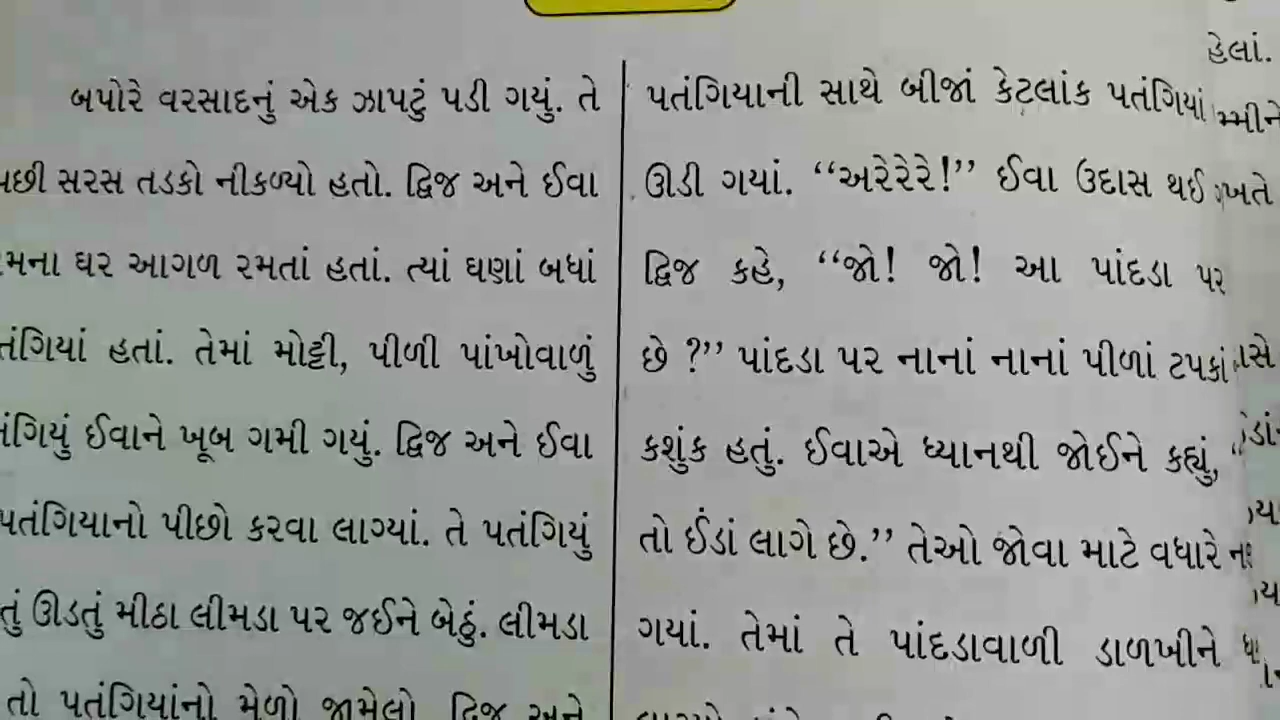 બપોરે વરસાદનું એક ઝાપટું પડી ગયું. તે
પછી સરસ તડકો નીકળ્યો હતો. દ્વિજ અને ઈવા
ઘર આગળ રમતાં હતાં. ત્યાં ઘણાં બધાં
હતાં. તેમાં મોટ્ટી, પીળી પાંખોવાળું
ઈવાને ખૂબ ગમી ગયું. દ્વિજ અને ઈવા
પતંગિયાનો પીછો કરવા લાગ્યાં. તે પતંગિયું
ઊડતું મીઠા લીમડા પર જઈને બેઠું. લીમડા
તો પતંગિયાંનો મેળો જામેલો. દ્વિજ અને
પતંગિયાની સાથે બીજાં કેટલાંક પતંગિયાં
ઊડી ગયાં. “અરેરેરે!” ઈવા ઉદાસ થઈ
દ્વિજ કહે, “જો! જો! આ પાંદડા પર
છે ?” પાંદડા પર નાનાં નાનાં પીળાં ટપકાં
કશુંક હતું. ઈવાએ ધ્યાનથી જોઈને કહ્યું, “
તો ઈંડાં લાગે છે.” તેઓ જોવા માટે વધારે
ગયાં. તેમાં તે પાંદડાવાળી ડાળખીને
હેલાં.